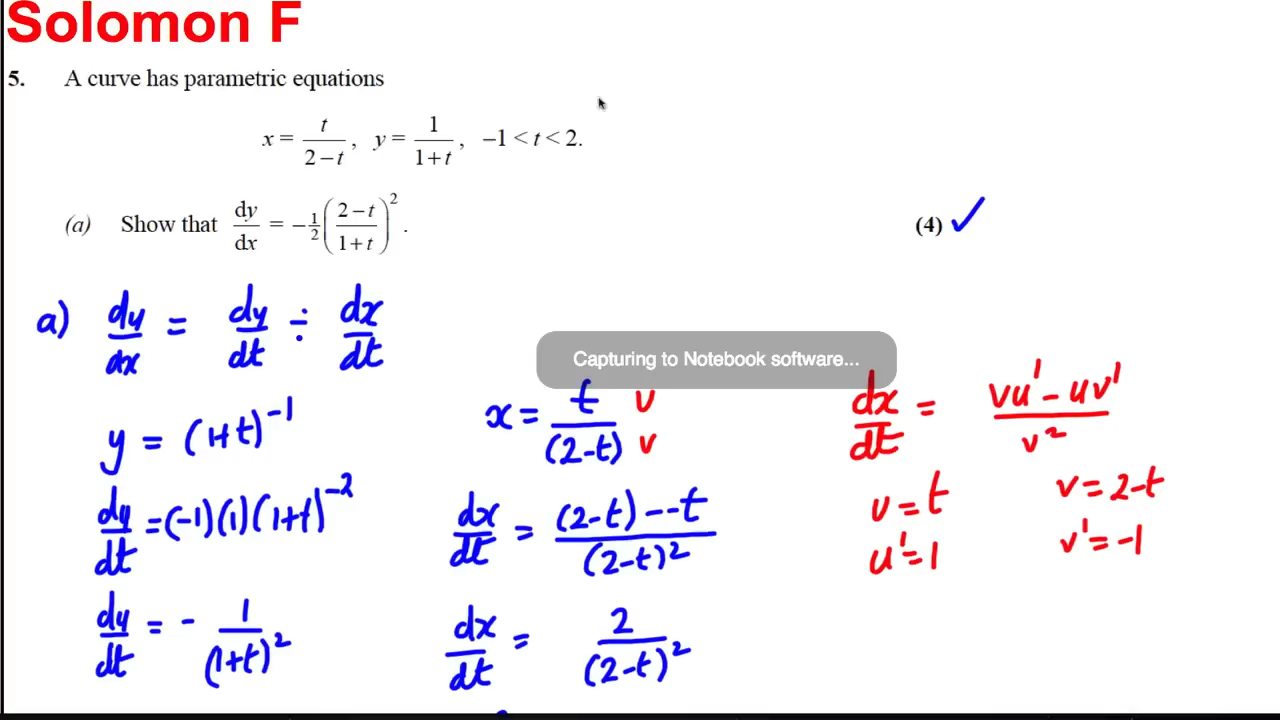 Solomon F
5. A curve has parametric equations
x = t/(2−t), y = 1/(1+t), −1 < t < 2.
(a) Show that dy/dx = −½((2−t)/(1+t))². (4) ✓
a) dy/dx = dy/dt ÷ dx/dt
Capturing to Notebook software...
y = (1+t)^-1
x = t/(2-t) v v
dx/dt = (vu' - uv')/v²
v = t v = 2-t
dy/dt = (-1)(1)(1+t)^-2
dx/dt = ((2-t) - -t)/(2-t)²
u' = 1 v' = -1
dy/dt = - 1/(1+t)²
dx/dt = 2/(2-t)²